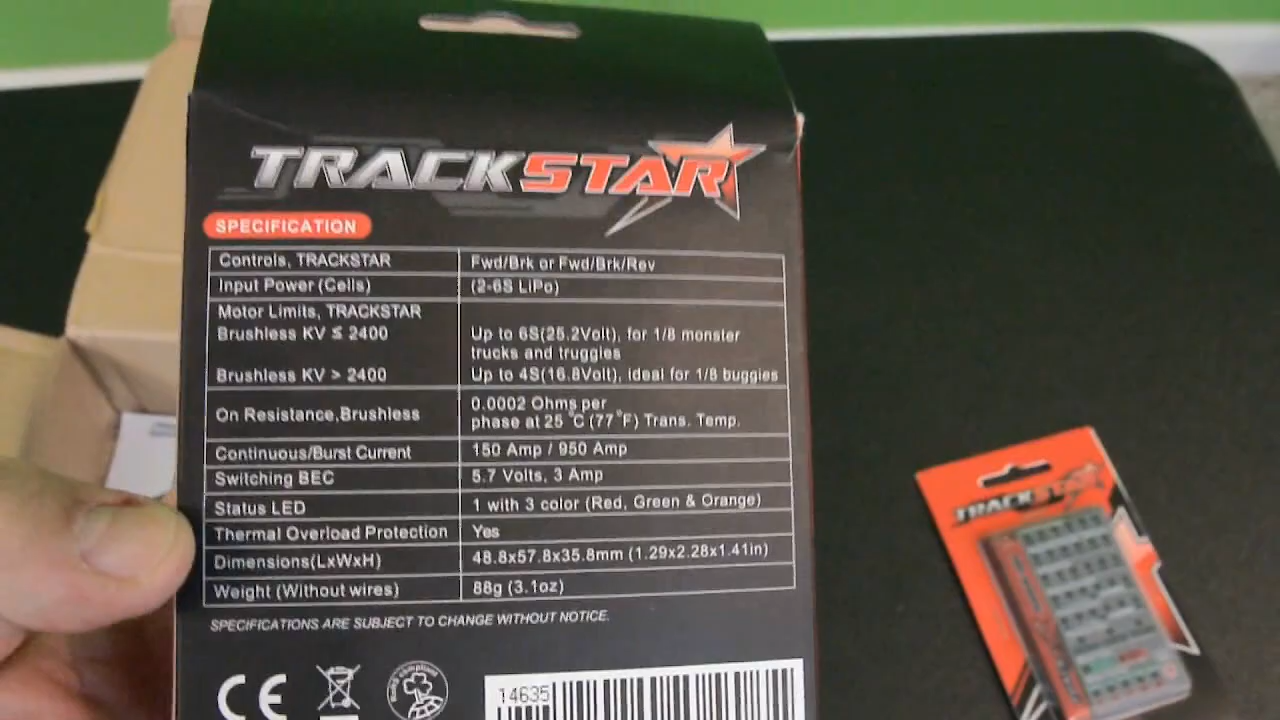 TRACKSTAR
SPECIFICATION
Controls, TRACKSTAR Fwd/Brk or Fwd/Brk/Rev
Input Power (Cells) (2-6S LiPo)
Motor Limits, TRACKSTAR
Brushless KV ≤ 2400 Up to 6S(25.2Volt), for 1/8 monster
trucks and truggies
Brushless KV > 2400 Up to 4S(16.8Volt), ideal for 1/8 buggies
On Resistance,Brushless 0.0002 Ohms per
phase at 25 °C (77°F) Trans. Temp.
Continuous/Burst Current 150 Amp / 950 Amp
Switching BEC 5.7 Volts, 3 Amp
Status LED 1 with 3 color (Red, Green & Orange)
Thermal Overload Protection Yes
Dimensions(LxWxH) 48.8x57.8x35.8mm (1.29x2.28x1.41in)
Weight (Without wires) 88g (3.1oz)
SPECIFICATIONS ARE SUBJECT TO CHANGE WITHOUT NOTICE.
CE
RoHS compliant
14635
TRACKSTAR